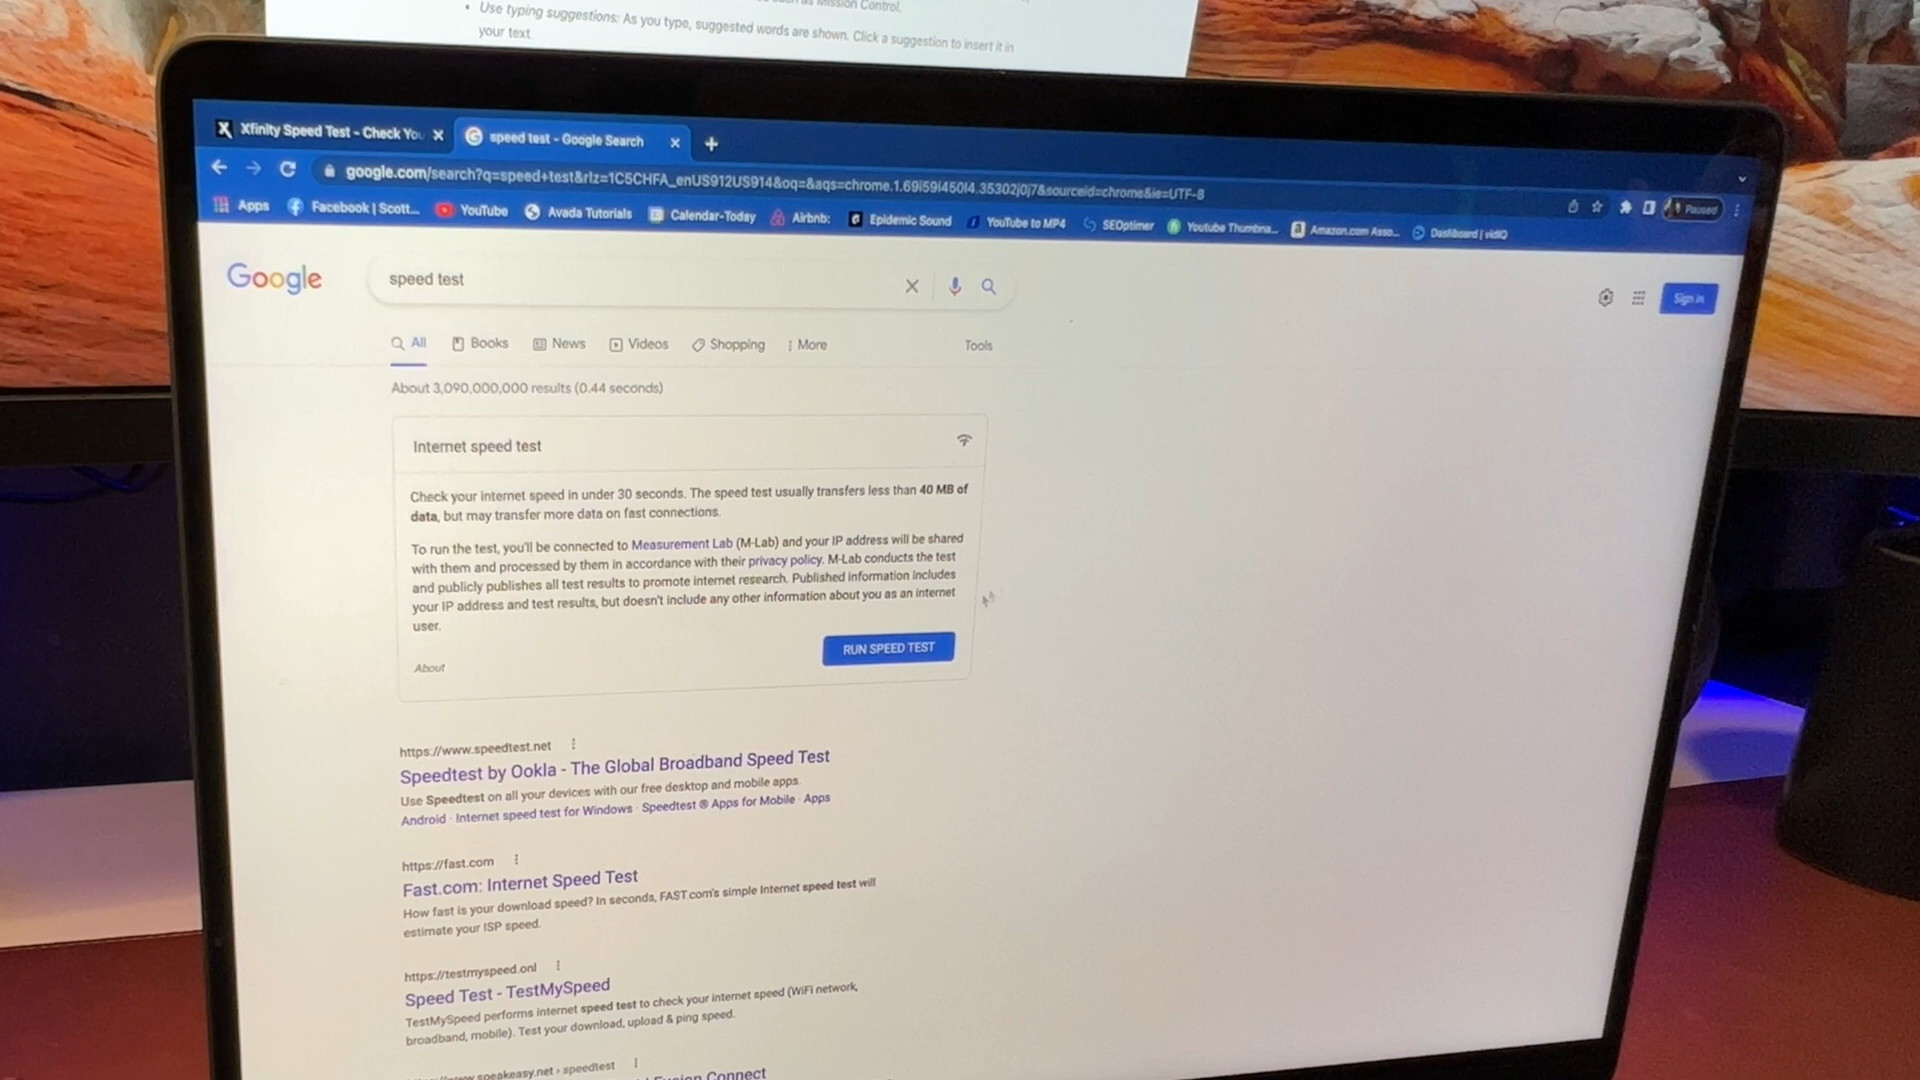 Mission Control.
• Use typing suggestions: As you type, suggested words are shown. Click a suggestion to insert it in
your text
Xfinity Speed Test - Check You
speed test - Google Search
google.com/search?q=speed+test&rlz=1C5CHFA_enUS912US914&oq=&aqs=chrome.1.69i59i450l4.35302j0j7&sourceid=chrome&ie=UTF-8
Paused
Apps Facebook | Scott... YouTube Avada Tutorials Calendar-Today Airbnb: Epidemic Sound YouTube to MP4 SEOptimer Youtube Thumbna... Amazon.com Asso... Dashboard | vidIQ
Google
speed test
Sign in
All Books News Videos Shopping More Tools
About 3,090,000,000 results (0.44 seconds)
Internet speed test
Check your internet speed in under 30 seconds. The speed test usually transfers less than 40 MB of
data, but may transfer more data on fast connections.
To run the test, you'll be connected to Measurement Lab (M-Lab) and your IP address will be shared
with them and processed by them in accordance with their privacy policy. M-Lab conducts the test
and publicly publishes all test results to promote internet research. Published information includes
your IP address and test results, but doesn't include any other information about you as an internet
user.
About
RUN SPEED TEST
https://www.speedtest.net
Speedtest by Ookla - The Global Broadband Speed Test
Use Speedtest on all your devices with our free desktop and mobile apps.
Android · Internet speed test for Windows · Speedtest ® Apps for Mobile · Apps
https://fast.com
Fast.com: Internet Speed Test
How fast is your download speed? In seconds, FAST.com's simple Internet speed test will
estimate your ISP speed.
https://testmyspeed.onl
Speed Test - TestMySpeed
TestMySpeed performs internet speed test to check your internet speed (WiFi network,
broadband, mobile). Test your download, upload & ping speed.
speakeasy.net › speedtest
Fusion Connect